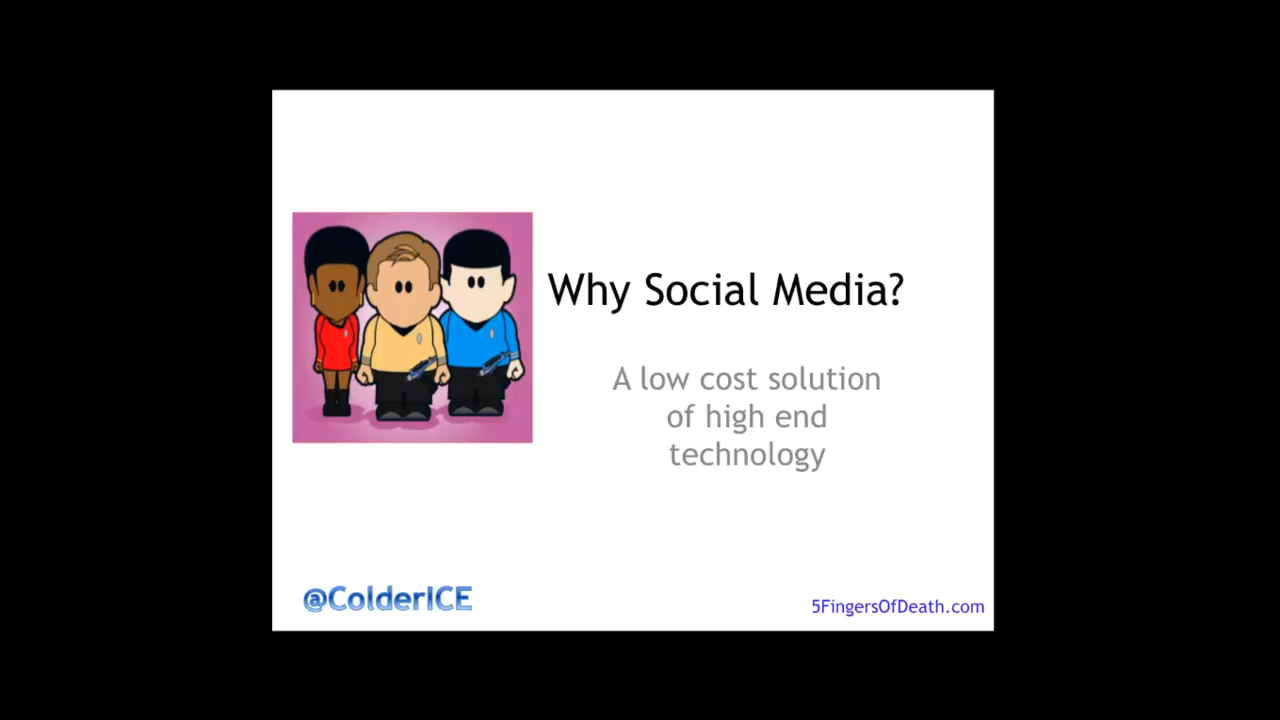 Why Social Media?
A low cost solution
of high end
technology
@ColderICE
5FingersOfDeath.com